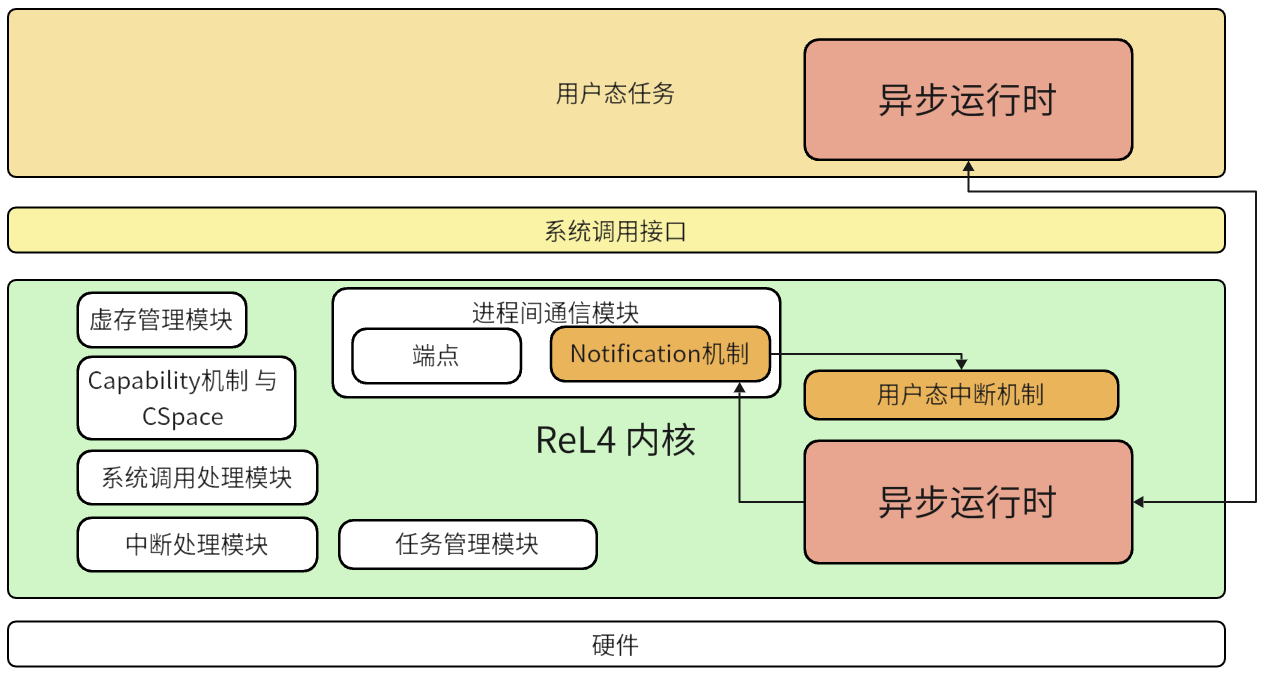 用户态任务
异步运行时
系统调用接口
虚存管理模块
进程间通信模块
端点
Notification机制
Capability机制 与
CSpace
用户态中断机制
ReL4 内核
系统调用处理模块
异步运行时
中断处理模块
任务管理模块
硬件